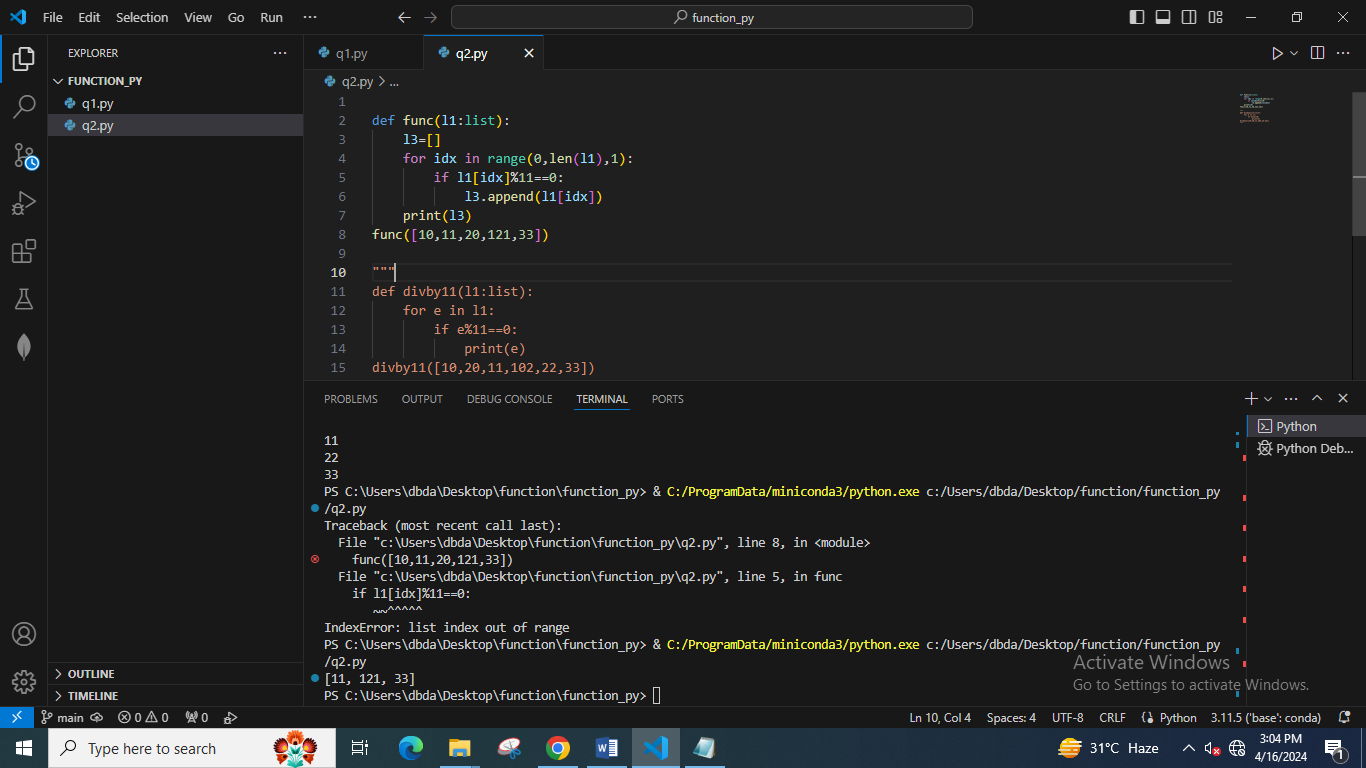 File Edit Selection View Go Run ...
function_py
EXPLORER
FUNCTION_PY
q1.py
q2.py
OUTLINE
TIMELINE
q1.py
q2.py
q2.py > ...
1
2 def func(l1:list):
3 l3=[]
4 for idx in range(0,len(l1),1):
5 if l1[idx]%11==0:
6 l3.append(l1[idx])
7 print(l3)
8 func([10,11,20,121,33])
9
10 """
11 def divby11(l1:list):
12 for e in l1:
13 if e%11==0:
14 print(e)
15 divby11([10,20,11,102,22,33])
PROBLEMS OUTPUT DEBUG CONSOLE TERMINAL PORTS
Python
Python Deb...
11
22
33
PS C:\Users\dbda\Desktop\function\function_py> & C:/ProgramData/miniconda3/python.exe c:/Users/dbda/Desktop/function/function_py
/q2.py
Traceback (most recent call last):
File "c:\Users\dbda\Desktop\function\function_py\q2.py", line 8, in <module>
func([10,11,20,121,33])
File "c:\Users\dbda\Desktop\function\function_py\q2.py", line 5, in func
if l1[idx]%11==0:
~~^^^^^
IndexError: list index out of range
PS C:\Users\dbda\Desktop\function\function_py> & C:/ProgramData/miniconda3/python.exe c:/Users/dbda/Desktop/function/function_py
/q2.py
[11, 121, 33]
PS C:\Users\dbda\Desktop\function\function_py>
Activate Windows
Go to Settings to activate Windows.
main 0 0 0 Ln 10, Col 4 Spaces: 4 UTF-8 CRLF Python 3.11.5 ('base': conda)
Type here to search
31°C Haze
3:04 PM
4/16/2024
1